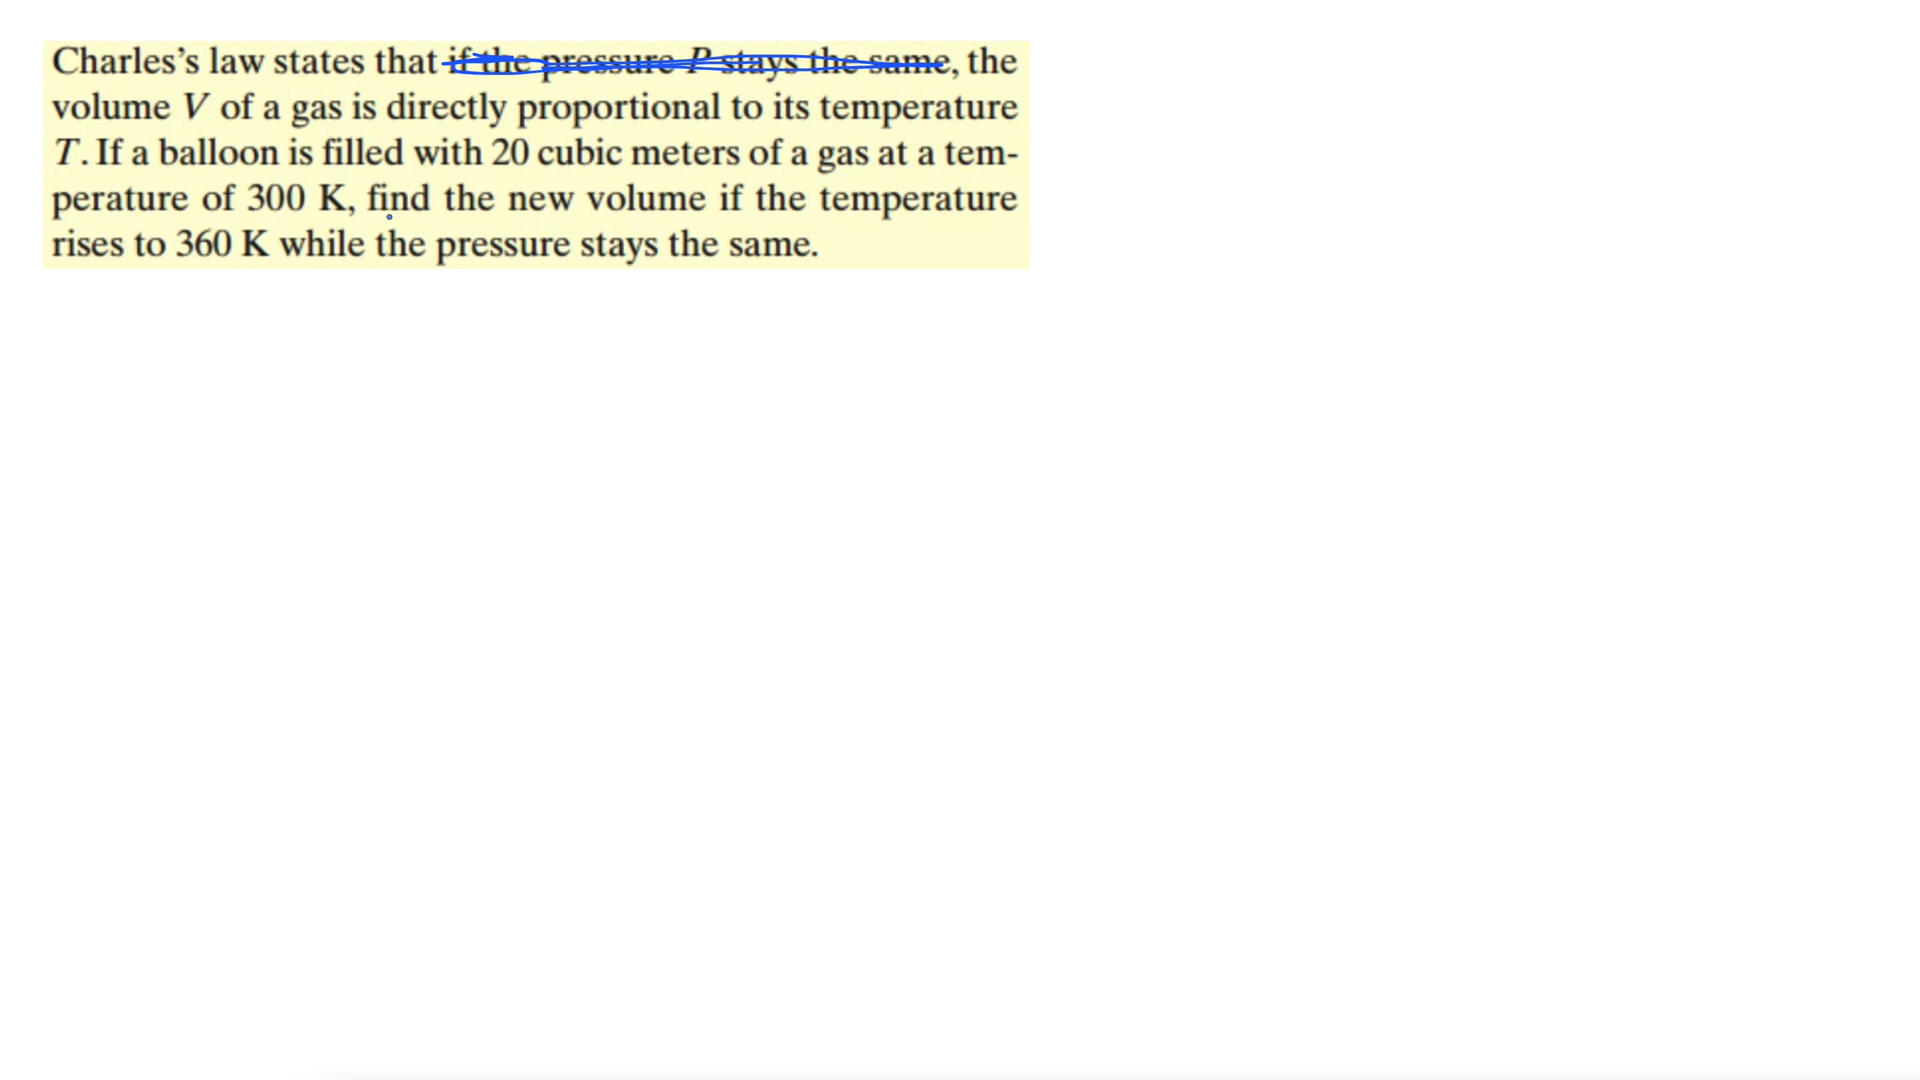 Charles’s law states that if the pressure P stays the same, the
volume V of a gas is directly proportional to its temperature
T. If a balloon is filled with 20 cubic meters of a gas at a tem-
perature of 300 K, find the new volume if the temperature
rises to 360 K while the pressure stays the same.